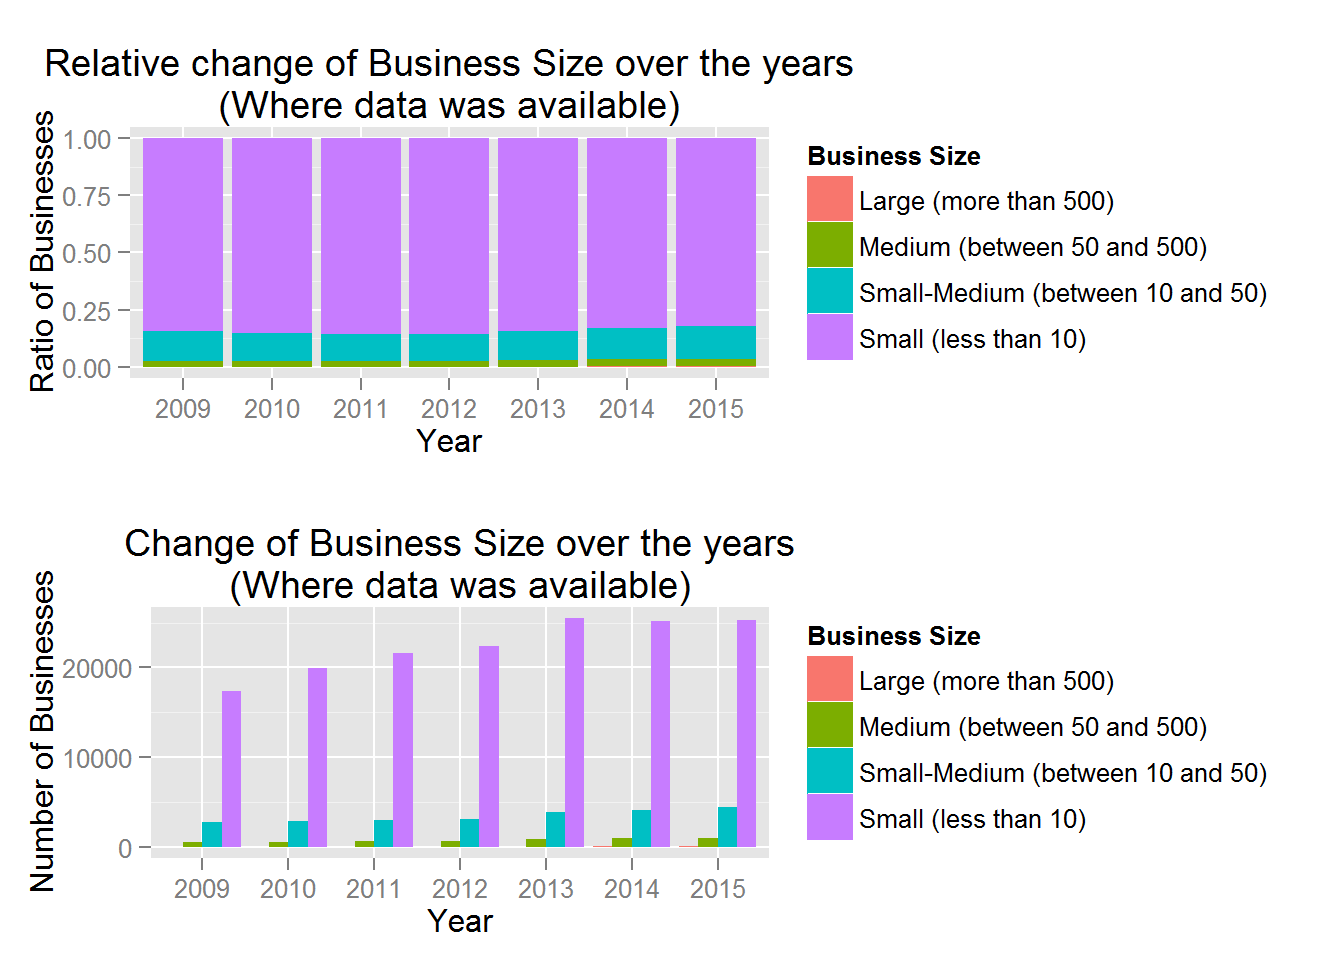 Relative change of Business Size over the years
(Where data was available)
Ratio of Businesses
1.00
0.75
0.50
0.25
0.00
2009 2010 2011 2012 2013 2014 2015
Year
Business Size
Large (more than 500)
Medium (between 50 and 500)
Small-Medium (between 10 and 50)
Small (less than 10)
Change of Business Size over the years
(Where data was available)
Number of Businesses
20000
10000
0
2009 2010 2011 2012 2013 2014 2015
Year
Business Size
Large (more than 500)
Medium (between 50 and 500)
Small-Medium (between 10 and 50)
Small (less than 10)